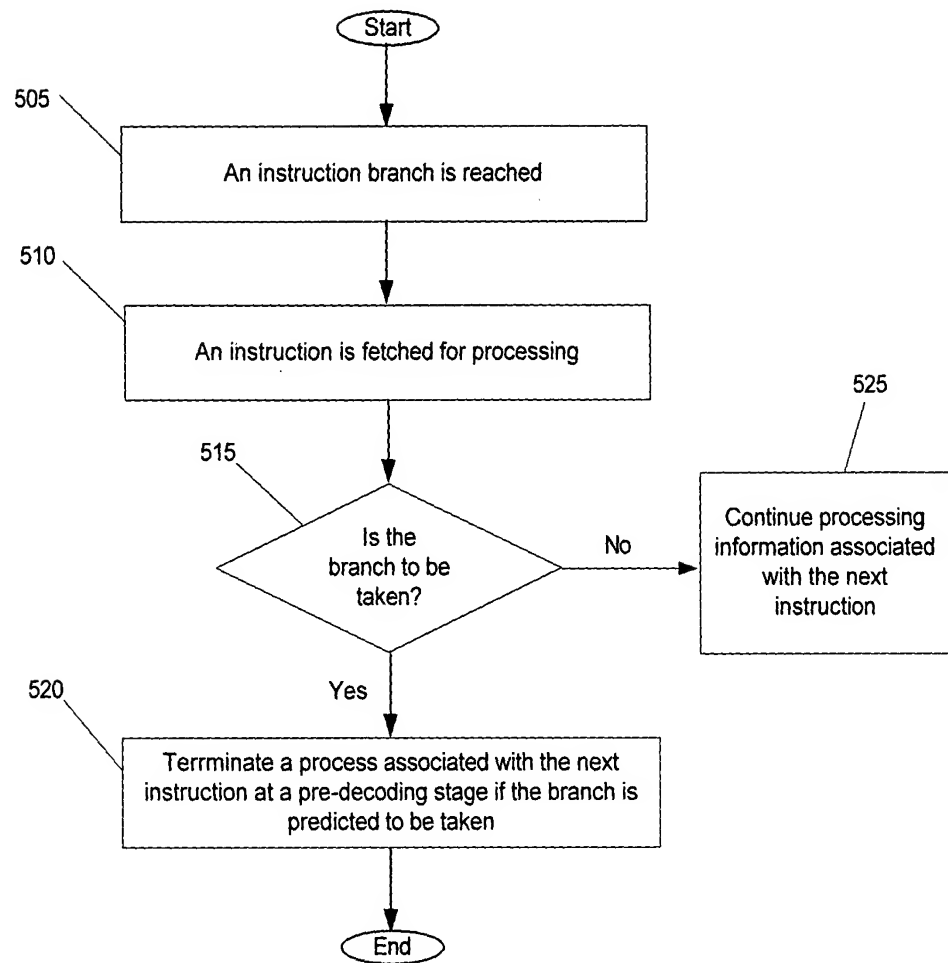 Start
505
An instruction branch is reached
510
An instruction is fetched for processing
525
515
Is the
branch to be
taken?
No
Continue processing
information associated
with the next
instruction
Yes
520
Terrminate a process associated with the next
instruction at a pre-decoding stage if the branch is
predicted to be taken
End